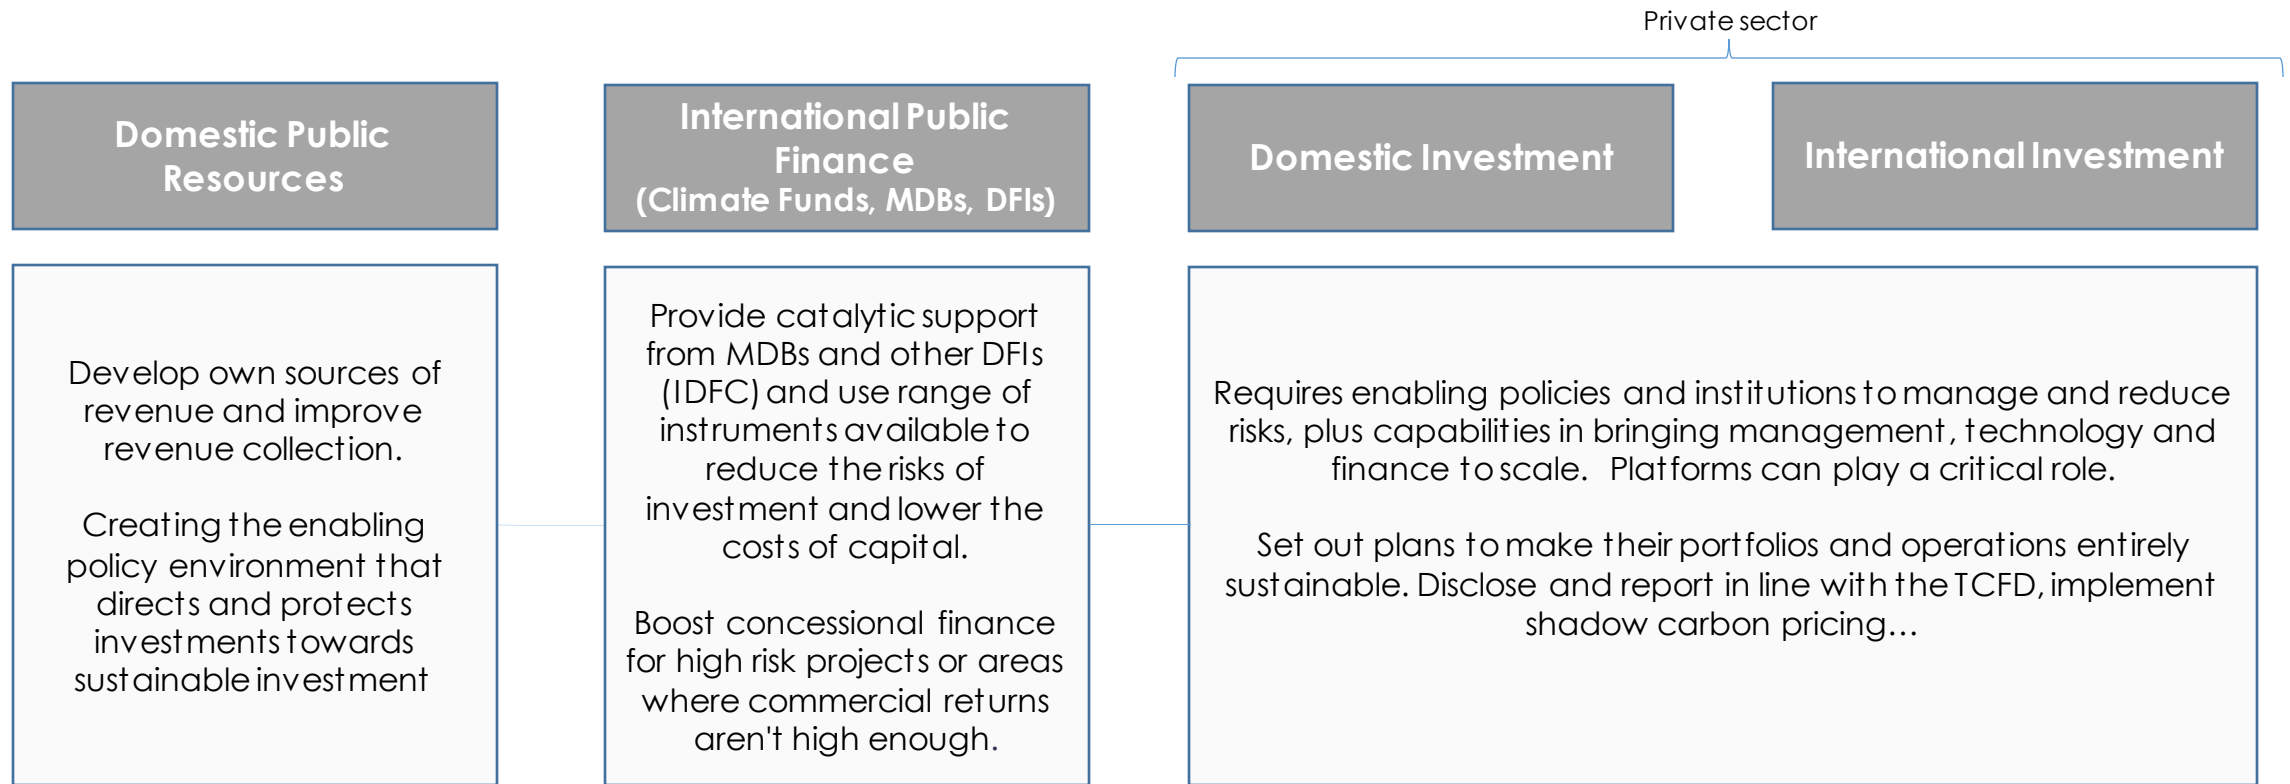 Private sector
Domestic Public
Resources
International Public
Finance
(Climate Funds, MDBs, DFIs)
Domestic Investment
International Investment
Develop own sources of
revenue and improve
revenue collection.
Creating the enabling
policy environment that
directs and protects
investments towards
sustainable investment
Provide catalytic support
from MDBs and other DFIs
(IDFC) and use range of
instruments available to
reduce the risks of
investment and lower the
costs of capital.
Boost concessional finance
for high risk projects or areas
where commercial returns
aren't high enough.
Requires enabling policies and institutions to manage and reduce
risks, plus capabilities in bringing management, technology and
finance to scale.  Platforms can play a critical role.
Set out plans to make their portfolios and operations entirely
sustainable. Disclose and report in line with the TCFD, implement
shadow carbon pricing…